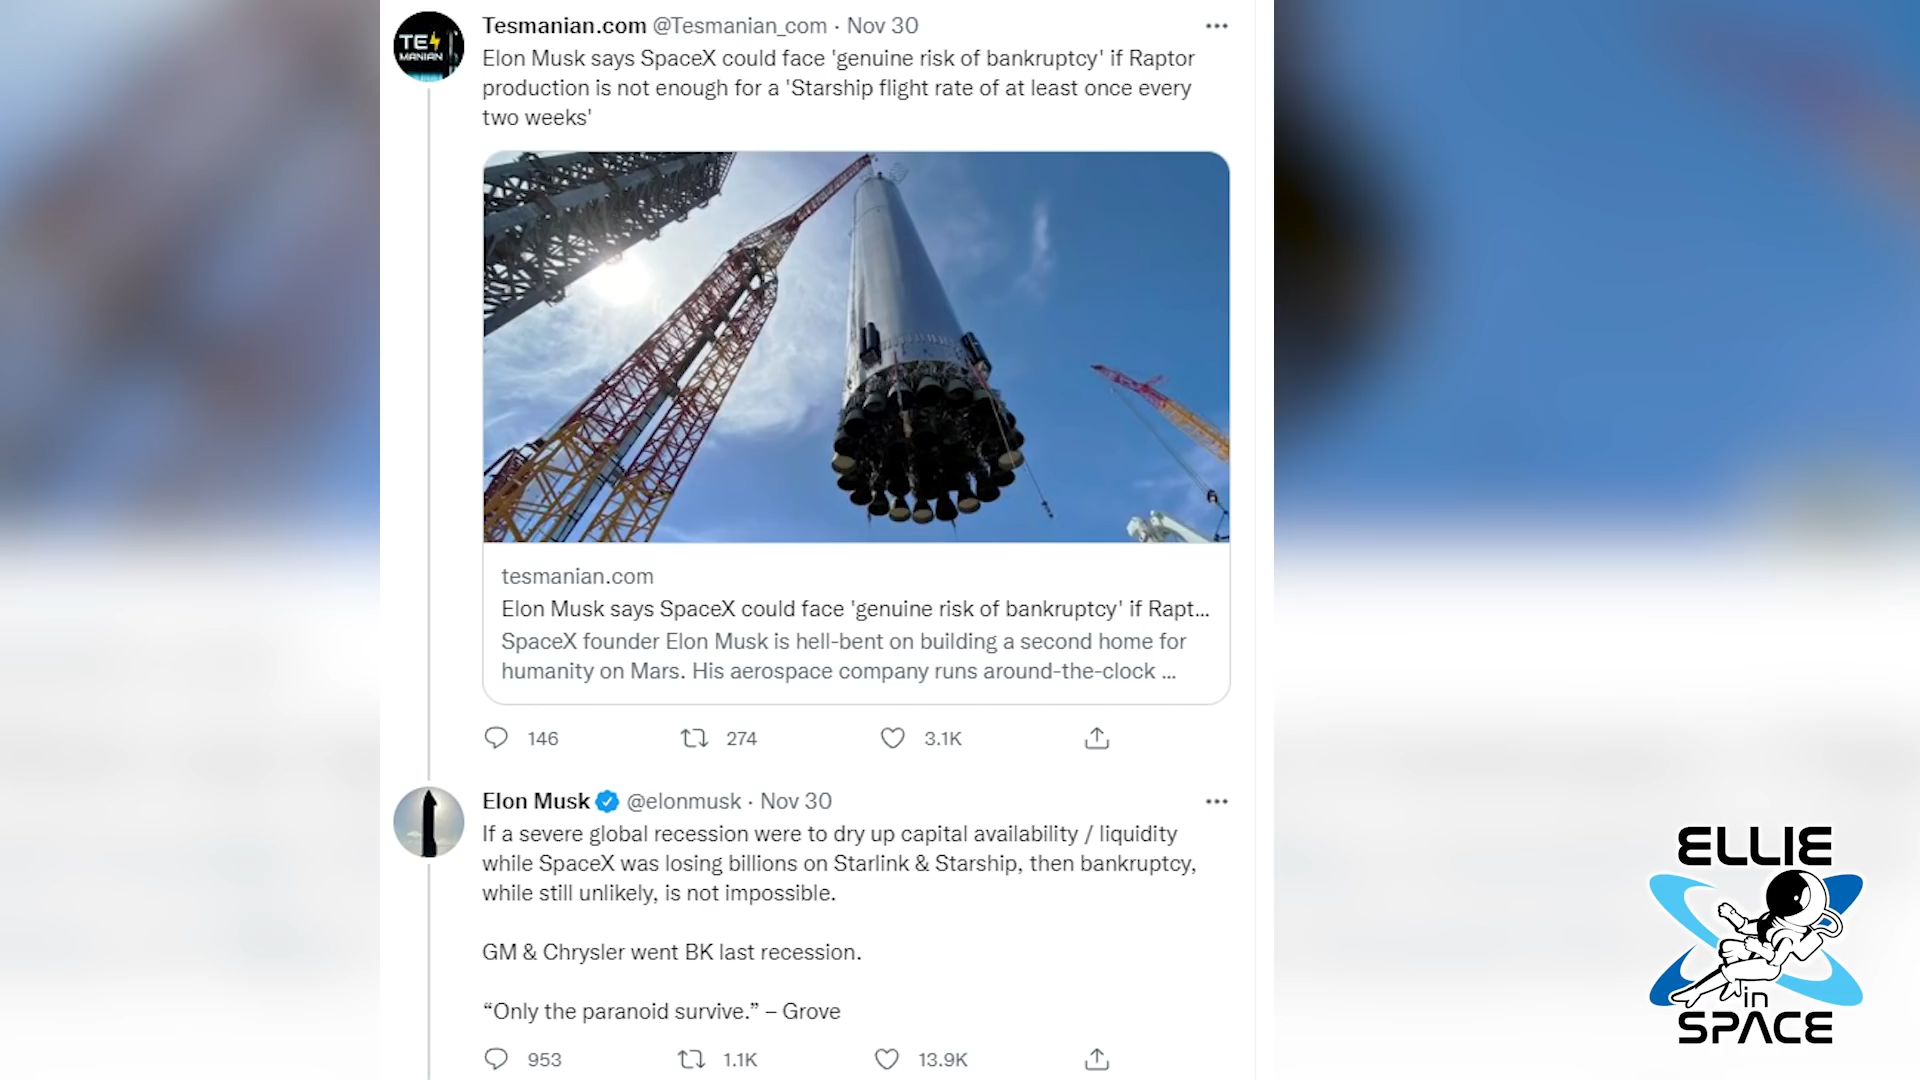 TES
MANIAN
Tesmanian.com @Tesmanian_com · Nov 30
Elon Musk says SpaceX could face 'genuine risk of bankruptcy' if Raptor
production is not enough for a 'Starship flight rate of at least once every
two weeks'
tesmanian.com
Elon Musk says SpaceX could face 'genuine risk of bankruptcy' if Rapt...
SpaceX founder Elon Musk is hell-bent on building a second home for
humanity on Mars. His aerospace company runs around-the-clock ...
146 274 3.1K
Elon Musk @elonmusk · Nov 30
If a severe global recession were to dry up capital availability / liquidity
while SpaceX was losing billions on Starlink & Starship, then bankruptcy,
while still unlikely, is not impossible.
GM & Chrysler went BK last recession.
“Only the paranoid survive.” – Grove
953 1.1K 13.9K
ELLIE
in
SPACE